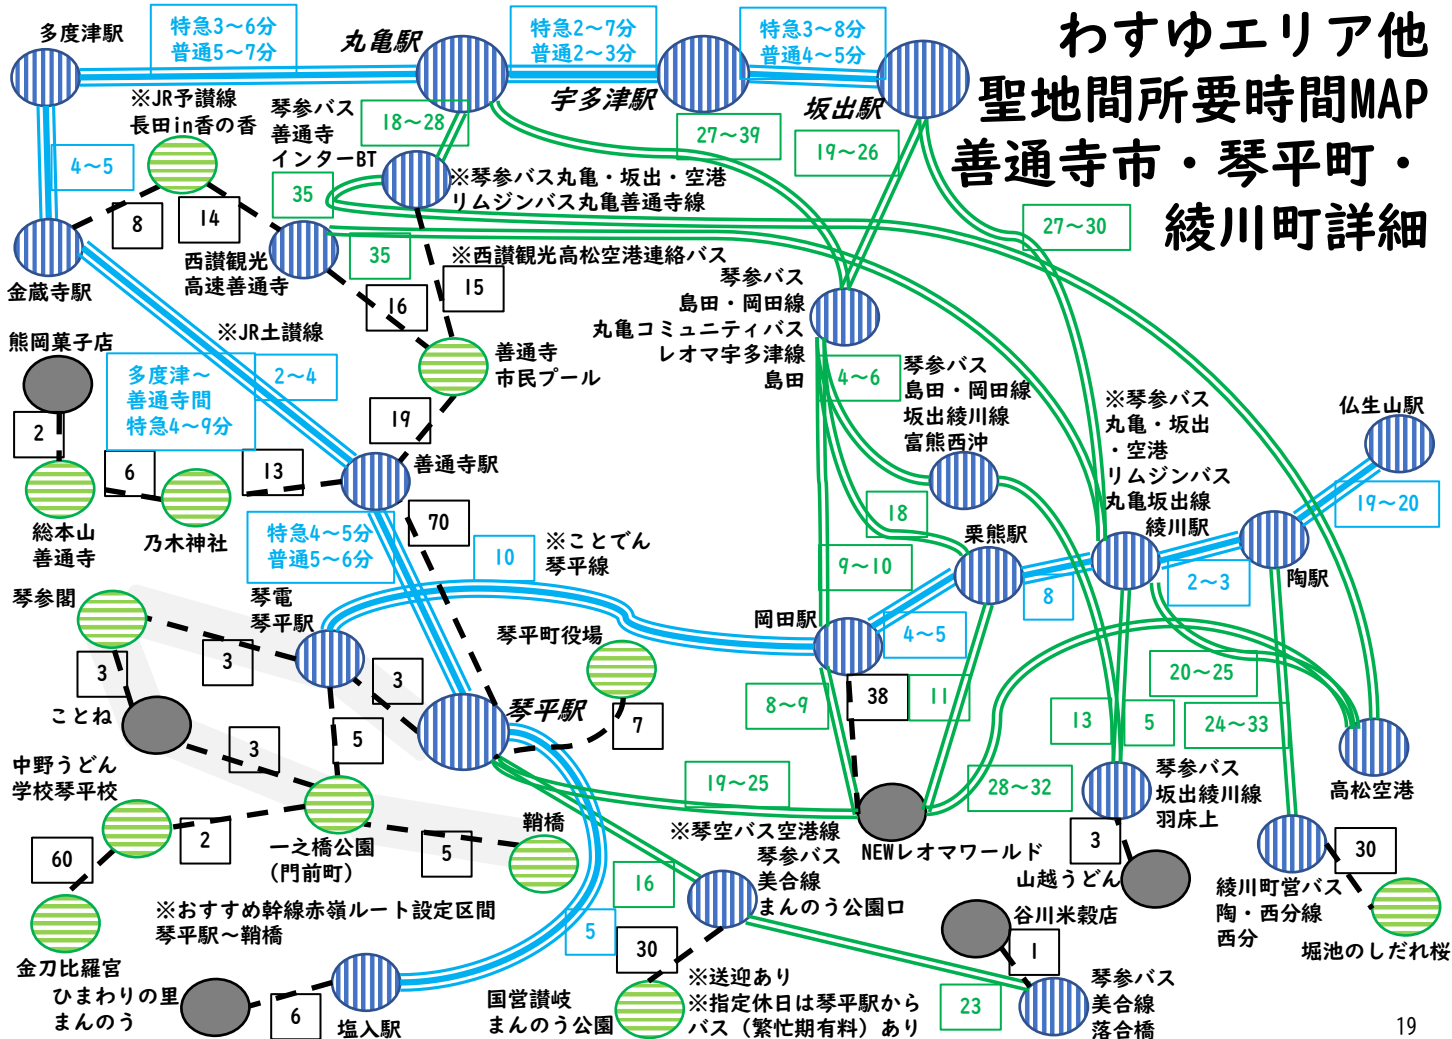 わすゆエリア他
聖地間所要時間MAP
善通寺市・琴平町・
綾川町詳細
多度津駅
特急3～6分
普通5～7分
丸亀駅
特急2～7分
普通2～3分
宇多津駅
特急3～8分
普通4～5分
坂出駅
※JR予讃線
長田in香の香
琴参バス
善通寺
インターBT
18～28
27～39
19～26
4～5
35
※琴参バス丸亀・坂出・空港
リムジンバス丸亀善通寺線
27～30
8
14
西讃観光
高速善通寺
35
※西讃観光高松空港連絡バス
金蔵寺駅
16
15
琴参バス
島田・岡田線
丸亀コミュニティバス
レオマ宇多津線
島田
※JR土讃線
熊岡菓子店
多度津～
善通寺間
特急4～9分
2～4
善通寺
市民プール
4～6
琴参バス
島田・岡田線
坂出綾川線
富熊西沖
※琴参バス
丸亀・坂出
・空港
リムジンバス
丸亀坂出線
綾川駅
仏生山駅
2
19
6
13
善通寺駅
19～20
総本山
善通寺
乃木神社
特急4～5分
普通5～6分
70
18
栗熊駅
10
※ことでん
琴平線
9～10
陶駅
2～3
8
琴参閣
琴電
琴平駅
琴平町役場
岡田駅
4～5
3
3
3
20～25
ことね
琴平駅
7
8～9
38
11
13
5
24～33
3
5
中野うどん
学校琴平校
19～25
28～32
琴参バス
坂出綾川線
羽床上
高松空港
鞘橋
※琴空バス空港線
NEWレオマワールド
60
2
一之橋公園
(門前町)
5
琴参バス
美合線
まんのう公園口
3
山越うどん
30
綾川町営バス
陶・西分線
西分
16
※おすすめ幹線赤嶺ルート設定区間
琴平駅～鞘橋
5
谷川米穀店
堀池のしだれ桜
金刀比羅宮
30
1
ひまわりの里
まんのう
6
塩入駅
国営讃岐
まんのう公園
※送迎あり
※指定休日は琴平駅から
バス（繁忙期有料）あり
23
琴参バス
美合線
落合橋
19